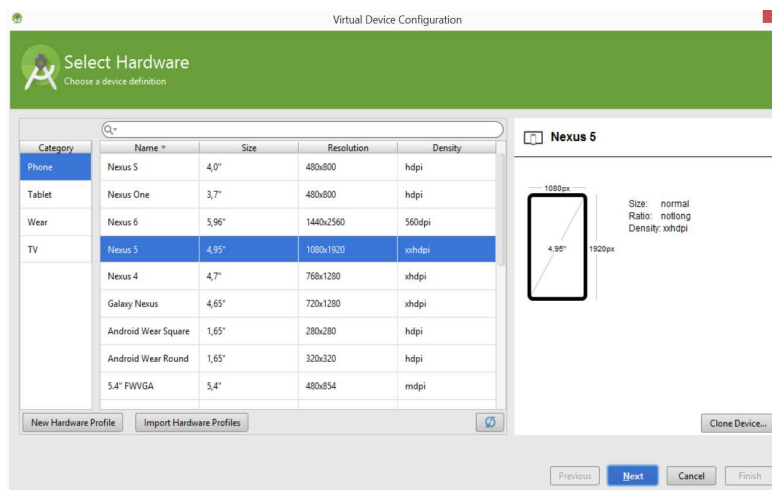 Virtual Device Configuration
Select Hardware
Choose a device definition
Category
Phone
Tablet
Wear
TV
Name Size Resolution Density
Nexus S 4,0" 480x800 hdpi
Nexus One 3,7" 480x800 hdpi
Nexus 6 5,96" 1440x2560 560dpi
Nexus 5 4,95" 1080x1920 xxhdpi
Nexus 4 4,7" 768x1280 xhdpi
Galaxy Nexus 4,65" 720x1280 xhdpi
Android Wear Square 1,65" 280x280 hdpi
Android Wear Round 1,65" 320x320 hdpi
5.4" FWVGA 5,4" 480x854 mdpi
New Hardware Profile Import Hardware Profiles
Nexus 5
1080px
4,95" 1920px
Size: normal
Ratio: notlong
Density: xxhdpi
Clone Device...
Previous Next Cancel Finish